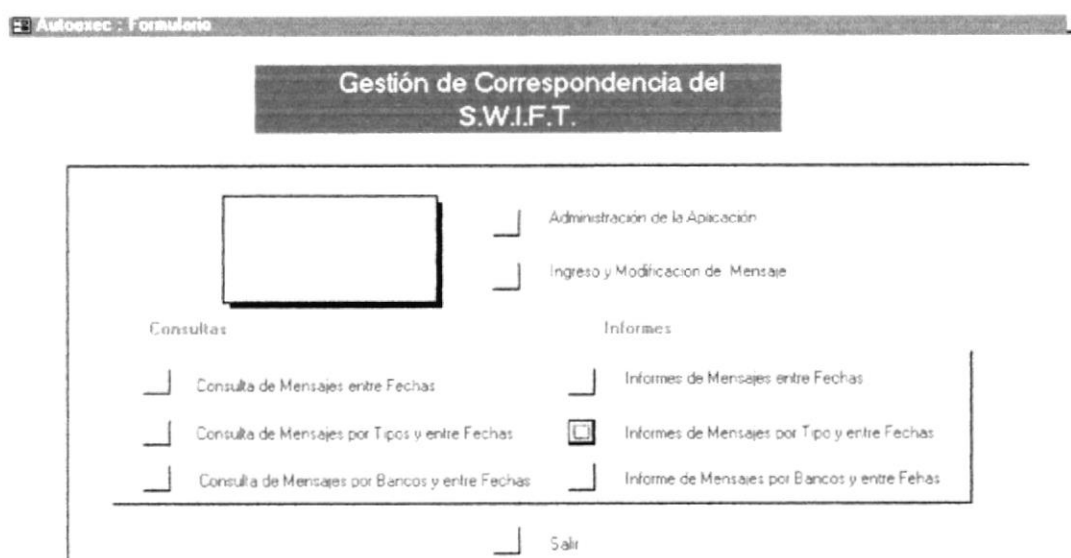 Autoexec : Formulario
Gestión de Correspondencia del
S.W.I.F.T.
Administración de la Aplicación
Ingreso y Modificacion de Mensaje
Consultas
Informes
Consulta de Mensajes entre Fechas
Informes de Mensajes entre Fechas
Consulta de Mensajes por Tipos y entre Fechas
Informes de Mensajes por Tipo y entre Fechas
Consulta de Mensajes por Bancos y entre Fechas
Informe de Mensajes por Bancos y entre Fehas
Salir